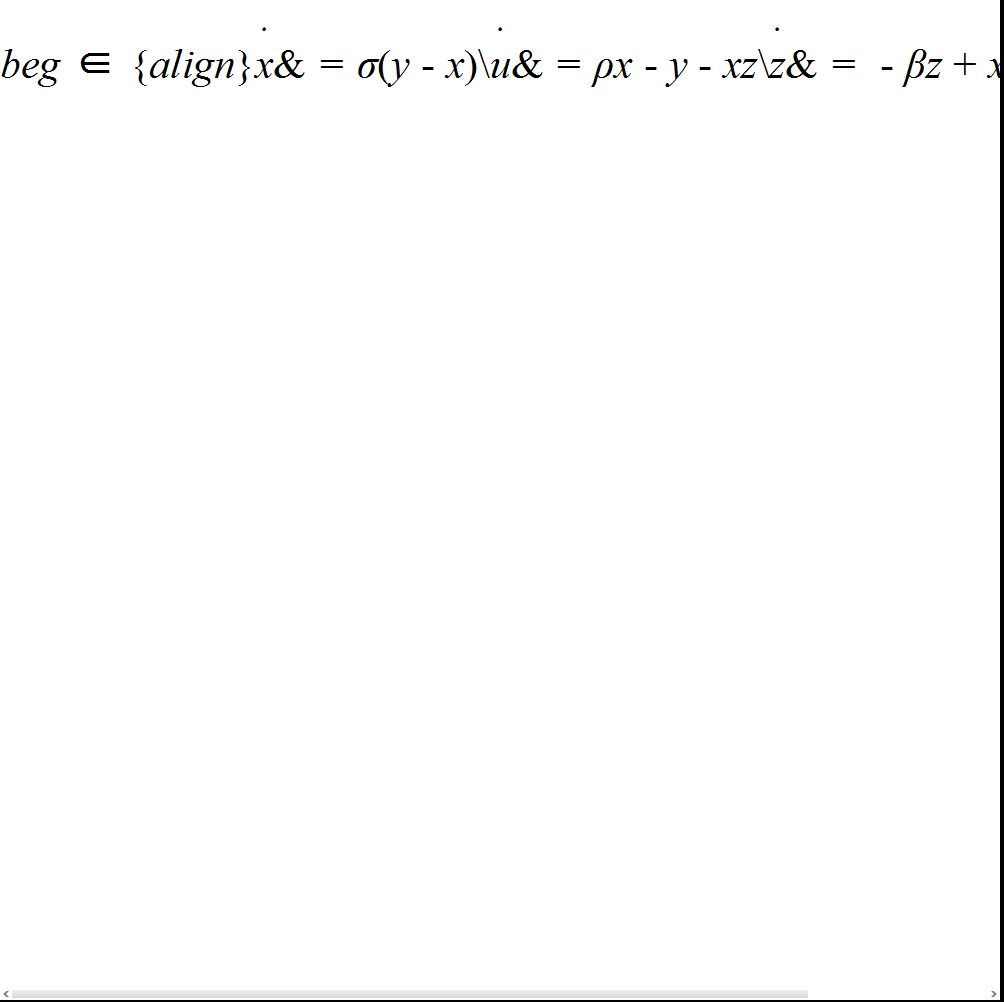 beg ∈ {align}ẋ& = σ(y - x)\u̇& = ρx - y - xz\ż& = - βz + x